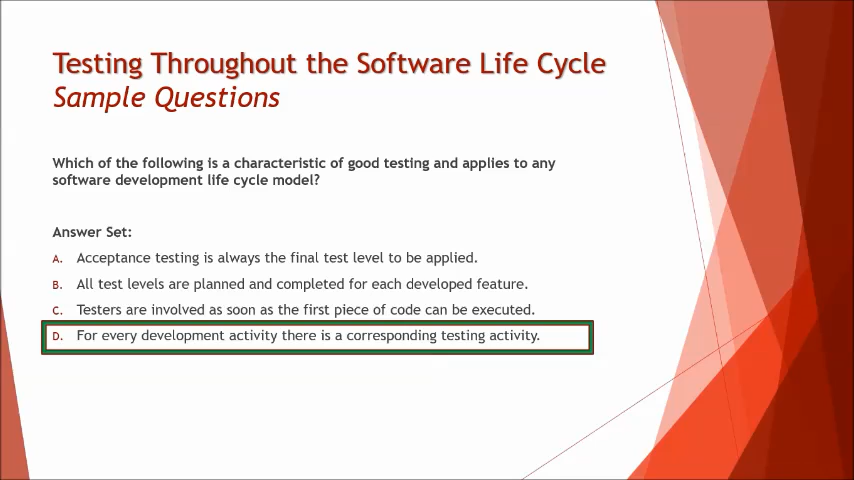 Testing Throughout the Software Life Cycle
Sample Questions
Which of the following is a characteristic of good testing and applies to any
software development life cycle model?
Answer Set:
A. Acceptance testing is always the final test level to be applied.
B. All test levels are planned and completed for each developed feature.
C. Testers are involved as soon as the first piece of code can be executed.
D. For every development activity there is a corresponding testing activity.